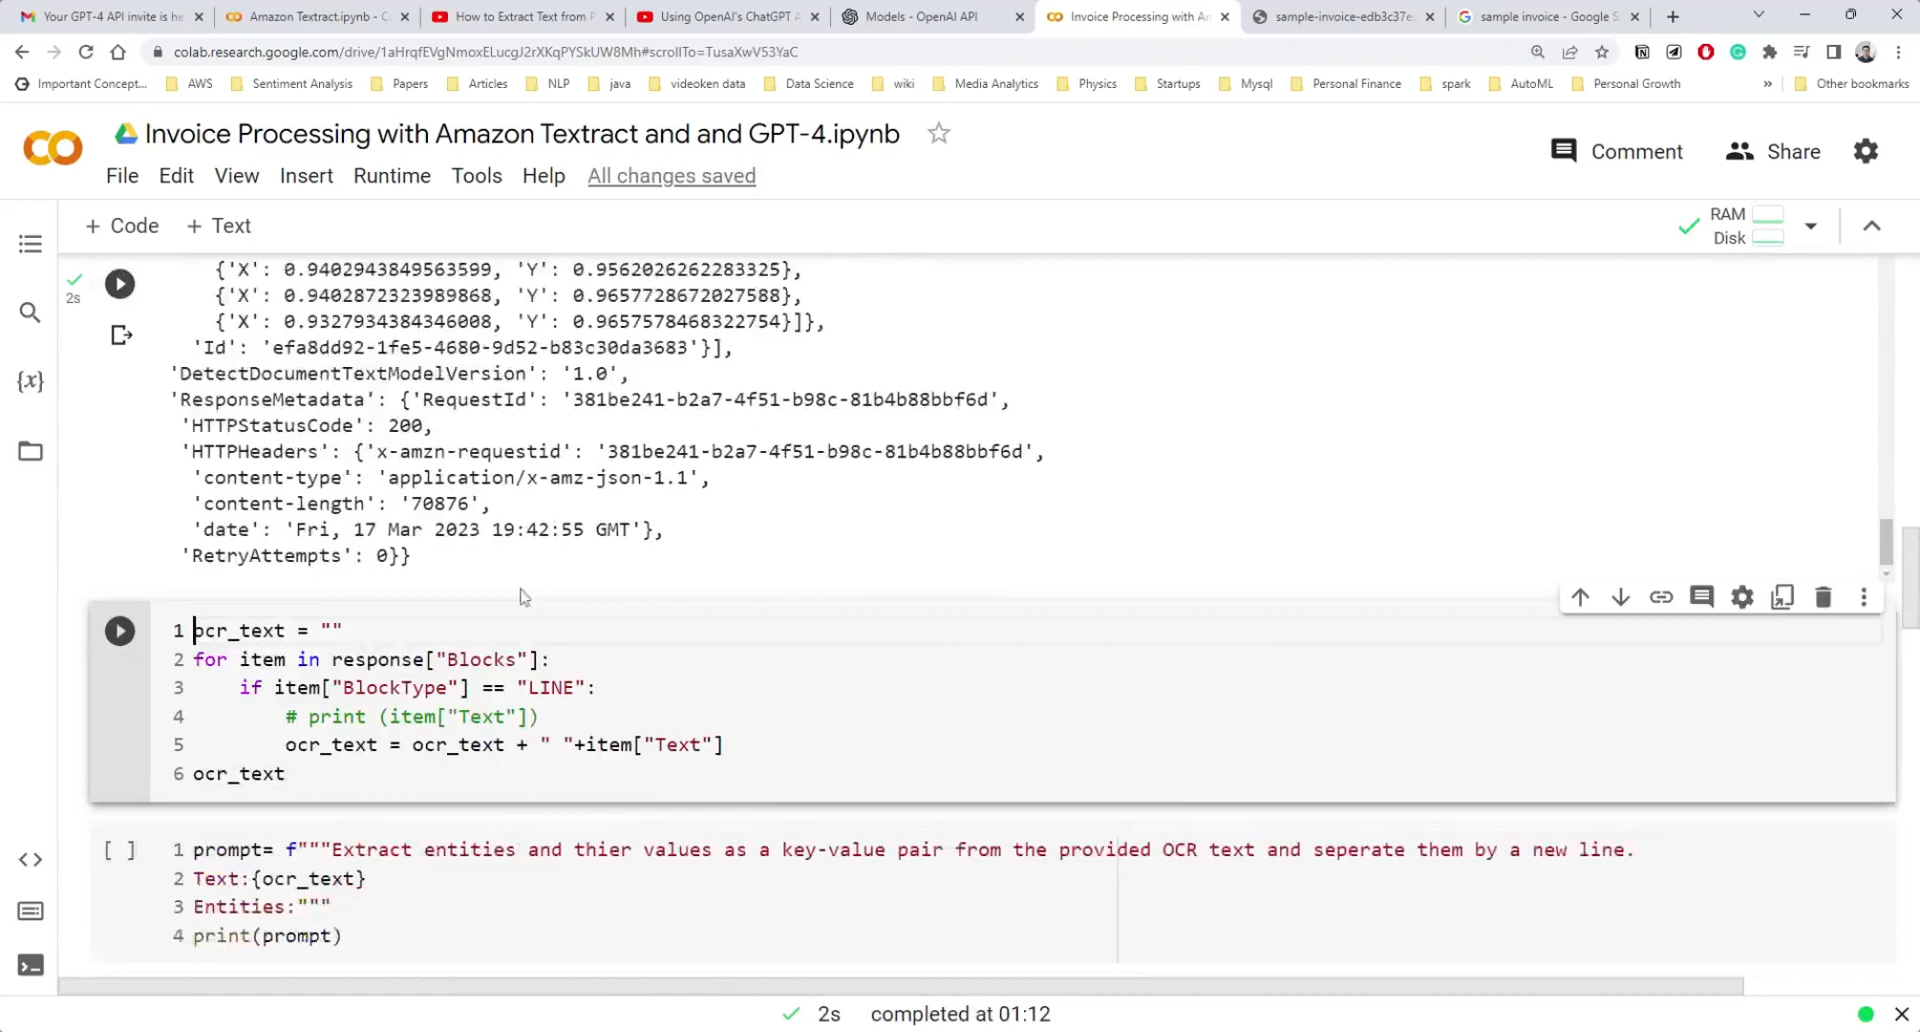 Your GPT-4 API invite is he
Amazon Textract.ipynb - C
How to Extract Text from P
Using OpenAI's ChatGPT A
Models - OpenAI API
Invoice Processing with Am
sample-invoice-edb3c37e
sample invoice - Google S
colab.research.google.com/drive/1aHrqfEVgNmoxELucgJ2rXKqPYSkUW8Mh#scrollTo=TusaXwV53YaC
Important Concept...
AWS
Sentiment Analysis
Papers
Articles
NLP
java
videoken data
Data Science
wiki
Media Analytics
Physics
Startups
Mysql
Personal Finance
spark
AutoML
Personal Growth
»
Other bookmarks
Invoice Processing with Amazon Textract and and GPT-4.ipynb
Comment
Share
File Edit View Insert Runtime Tools Help All changes saved
+ Code + Text
RAM
Disk
2s
{'X': 0.9402943849563599, 'Y': 0.9562026262283325},
{'X': 0.9402872323989868, 'Y': 0.9657728672027588},
{'X': 0.9327934384346008, 'Y': 0.9657578468322754}]},
'Id': 'efa8dd92-1fe5-4680-9d52-b83c30da3683'}],
'DetectDocumentTextModelVersion': '1.0',
'ResponseMetadata': {'RequestId': '381be241-b2a7-4f51-b98c-81b4b88bbf6d',
'HTTPStatusCode': 200,
'HTTPHeaders': {'x-amzn-requestid': '381be241-b2a7-4f51-b98c-81b4b88bbf6d',
'content-type': 'application/x-amz-json-1.1',
'content-length': '70876',
'date': 'Fri, 17 Mar 2023 19:42:55 GMT'},
'RetryAttempts': 0}}
1 ocr_text = ""
2 for item in response["Blocks"]:
3 if item["BlockType"] == "LINE":
4 # print (item["Text"])
5 ocr_text = ocr_text + " "+item["Text"]
6 ocr_text
[ ] 1 prompt= f"""Extract entities and thier values as a key-value pair from the provided OCR text and seperate them by a new line.
2 Text:{ocr_text}
3 Entities:"""
4 print(prompt)
2s completed at 01:12